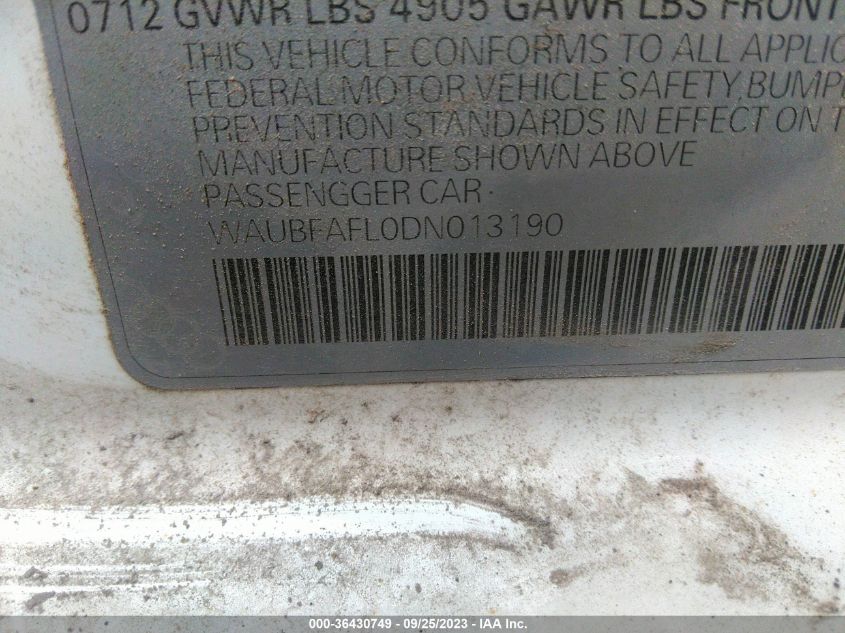 0712 GVWR LBS 4905 GAWR LBS FRONT
THIS VEHICLE CONFORMS TO ALL APPLIC
FEDERAL MOTOR VEHICLE SAFETY, BUMPE
PREVENTION STANDARDS IN EFFECT ON T
MANUFACTURE SHOWN ABOVE
PASSENGGER CAR
WAUBFAFL0DN013190
000-36430749 - 09/25/2023 - IAA Inc.